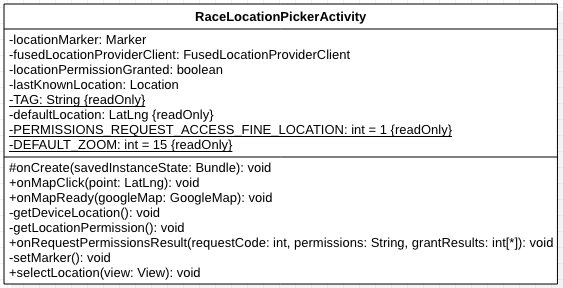 RaceLocationPickerActivity
-locationMarker: Marker
-fusedLocationProviderClient: FusedLocationProviderClient
-locationPermissionGranted: boolean
-lastKnownLocation: Location
-TAG: String {readOnly}
-defaultLocation: LatLng {readOnly}
-PERMISSIONS_REQUEST_ACCESS_FINE_LOCATION: int = 1 {readOnly}
-DEFAULT_ZOOM: int = 15 {readOnly}
#onCreate(savedInstanceState: Bundle): void
+onMapClick(point: LatLng): void
+onMapReady(googleMap: GoogleMap): void
-getDeviceLocation(): void
-getLocationPermission(): void
+onRequestPermissionsResult(requestCode: int, permissions: String, grantResults: int[*]): void
-setMarker(): void
+selectLocation(view: View): void